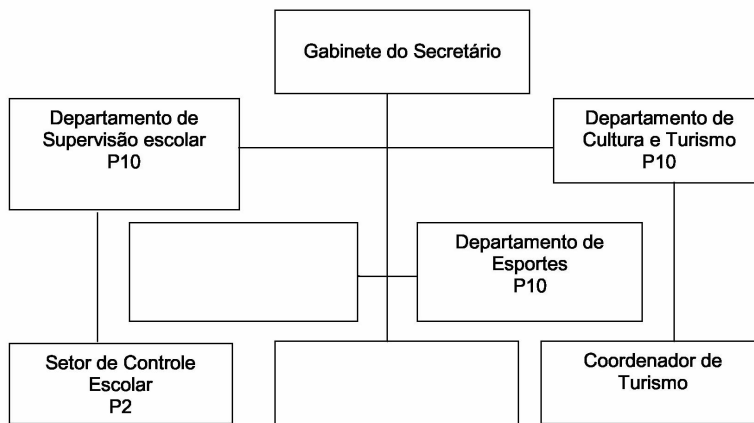 Gabinete do Secretário
Departamento de
Supervisão escolar
P10
Departamento de
Cultura e Turismo
P10
Departamento de
Esportes
P10
Setor de Controle
Escolar
P2
Coordenador de
Turismo